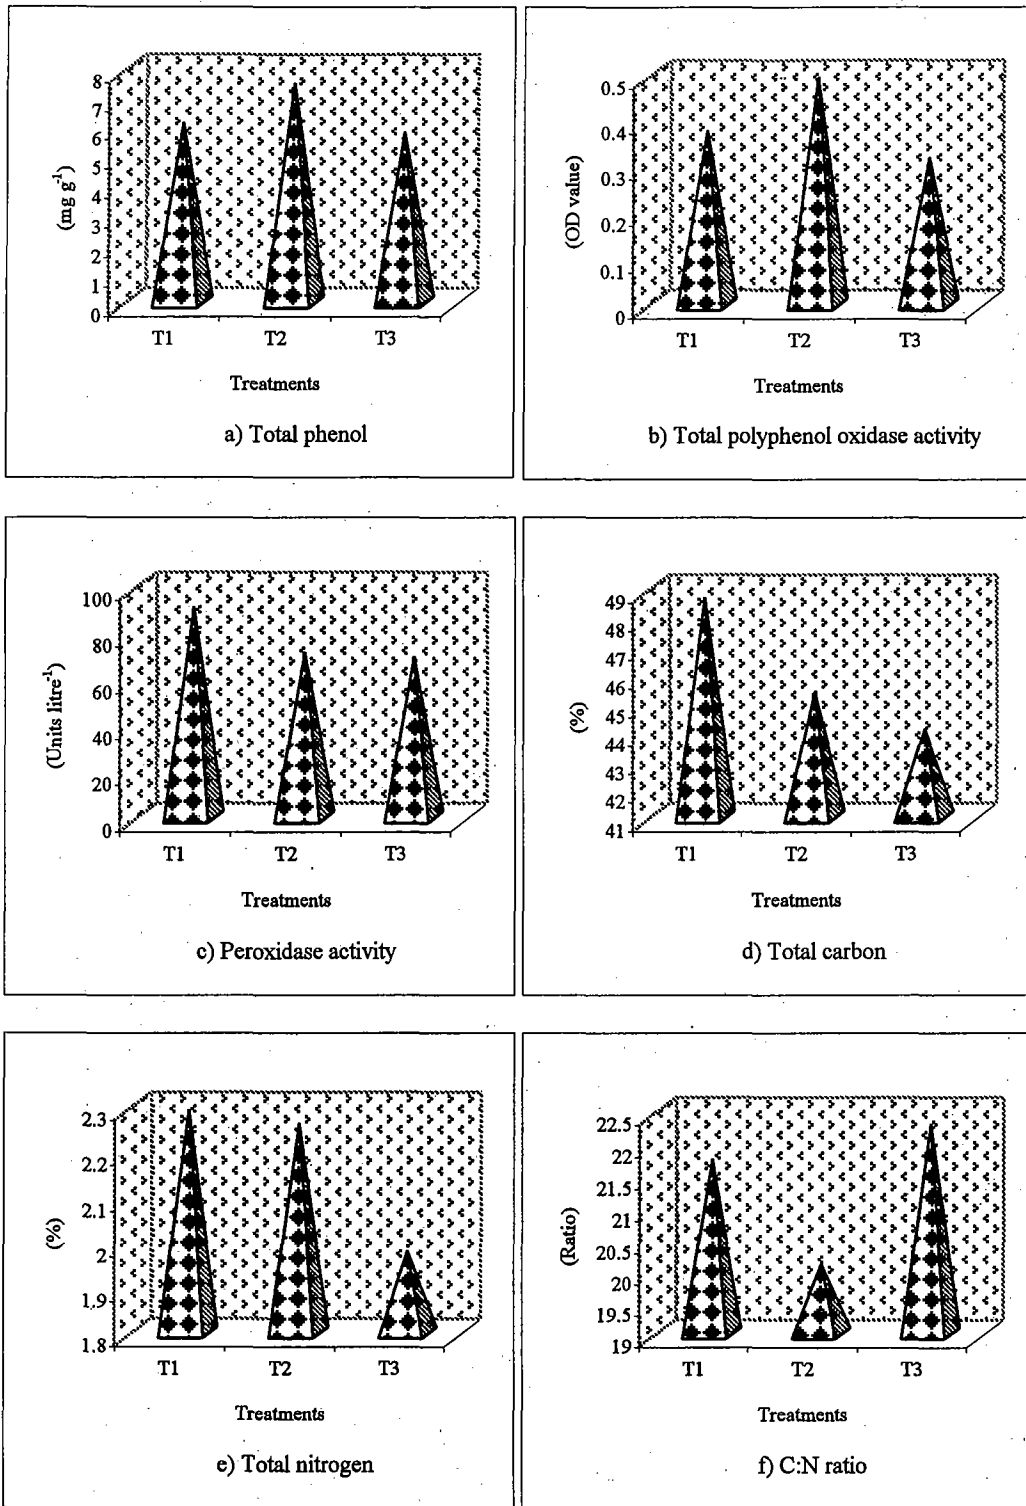 8
7
6
5
4
3
2
1
0
(mg g-1)
T1 T2 T3
Treatments
a) Total phenol
0.5
0.4
0.3
0.2
0.1
0
(OD value)
T1 T2 T3
Treatments
b) Total polyphenol oxidase activity
100
80
60
40
20
0
(Units litre-1)
T1 T2 T3
Treatments
c) Peroxidase activity
49
48
47
46
45
44
43
42
41
(%)
T1 T2 T3
Treatments
d) Total carbon
2.3
2.2
2.1
2
1.9
1.8
(%)
T1 T2 T3
Treatments
e) Total nitrogen
22.5
22
21.5
21
20.5
20
19.5
19
(Ratio)
T1 T2 T3
Treatments
f) C:N ratio